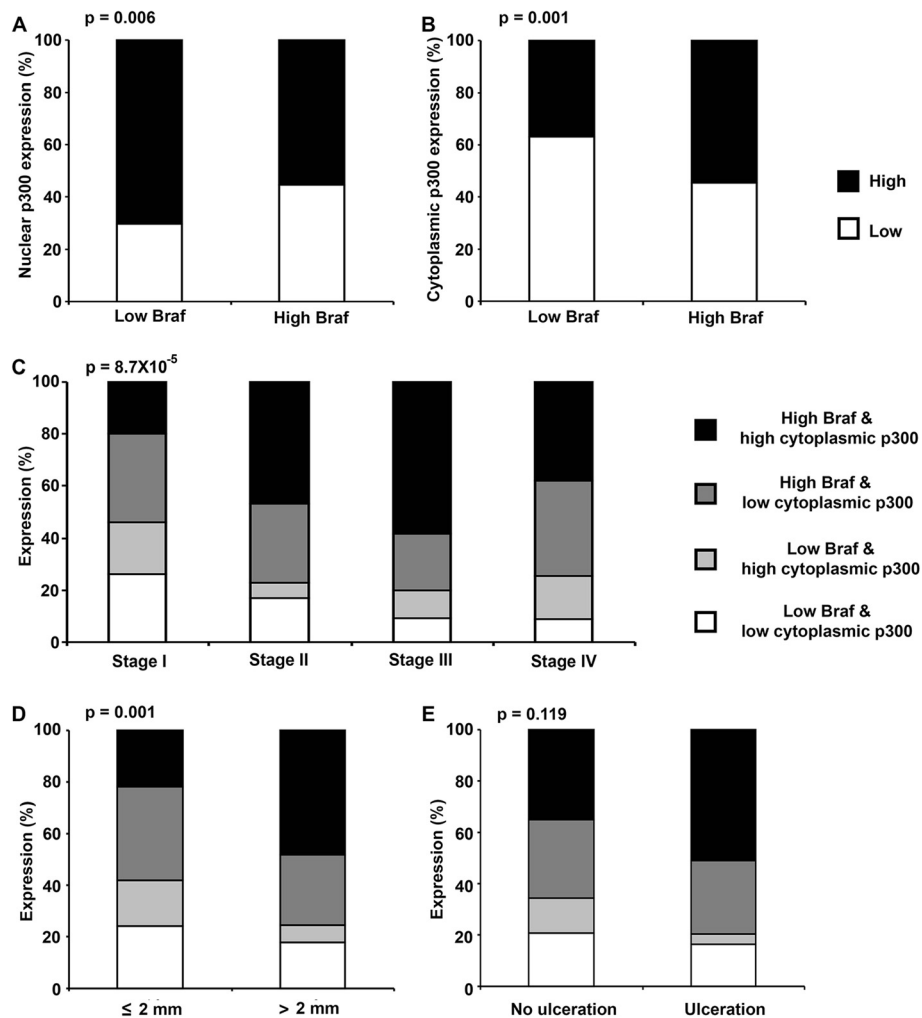 A
p = 0.006
Nuclear p300 expression (%)
100
80
60
40
20
0
Low Braf
High Braf
B
p = 0.001
Cytoplasmic p300 expression (%)
100
80
60
40
20
0
Low Braf
High Braf
High
Low
C
p = 8.7X10-5
Expression (%)
100
80
60
40
20
0
Stage I
Stage II
Stage III
Stage IV
High Braf &
high cytoplasmic p300
High Braf &
low cytoplasmic p300
Low Braf &
high cytoplasmic p300
Low Braf &
low cytoplasmic p300
D
p = 0.001
Expression (%)
100
80
60
40
20
0
≤ 2 mm
> 2 mm
E
p = 0.119
Expression (%)
100
80
60
40
20
0
No ulceration
Ulceration